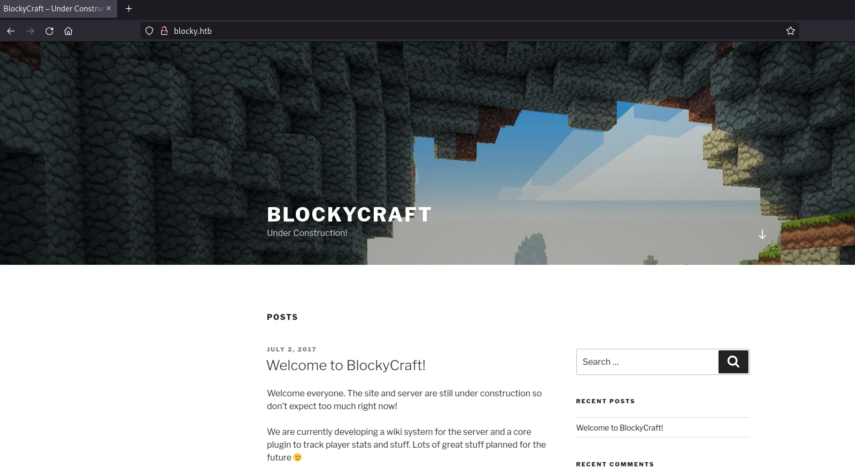 BlockyCraft – Under Constru
blocky.htb
BLOCKYCRAFT
Under Construction!
POSTS
JULY 2, 2017
Welcome to BlockyCraft!
Welcome everyone. The site and server are still under construction so
don't expect too much right now!
We are currently developing a wiki system for the server and a core
plugin to track player stats and stuff. Lots of great stuff planned for the
future 🙂
Search …
RECENT POSTS
Welcome to BlockyCraft!
RECENT COMMENTS